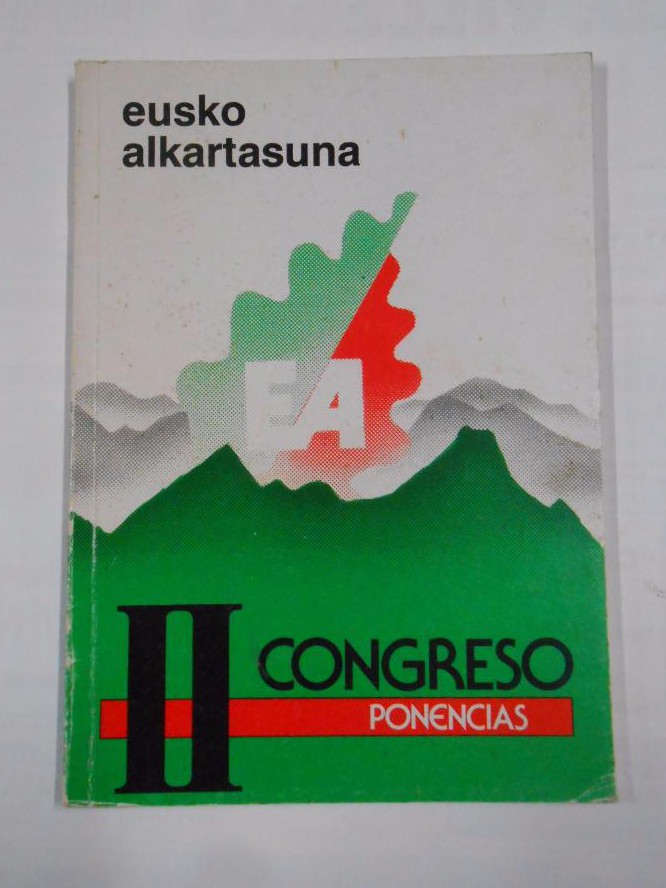 eusko
alkartasuna
EA
II CONGRESO
PONENCIAS